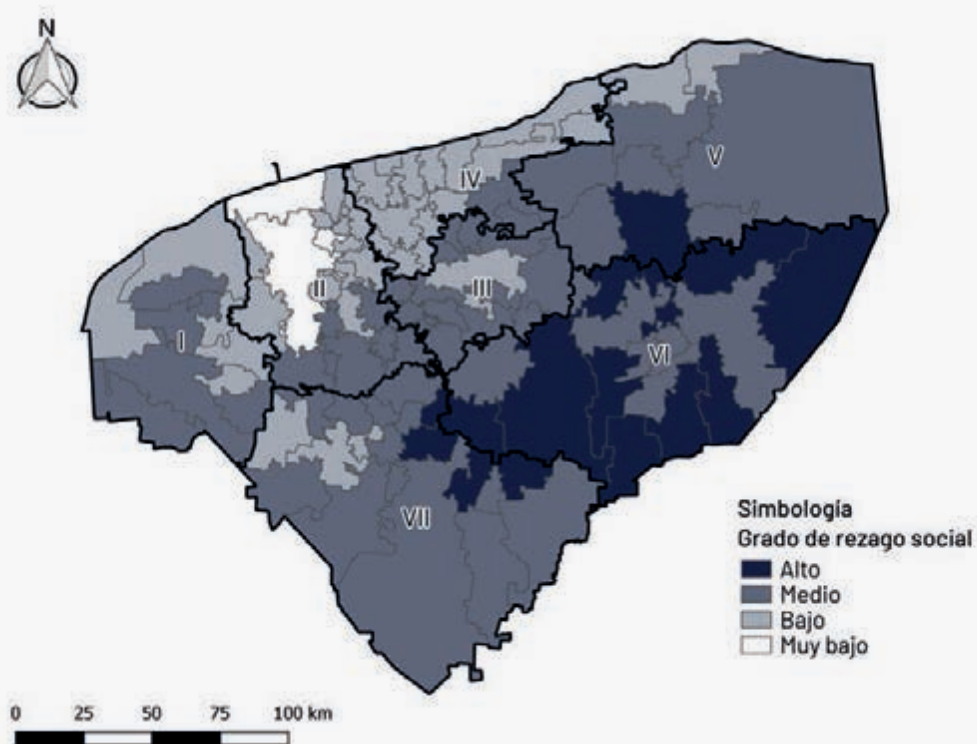 N
V
IV
III
II
I
VI
VII
Simbología
Grado de rezago social
Alto
Medio
Bajo
Muy bajo
0 25 50 75 100 km